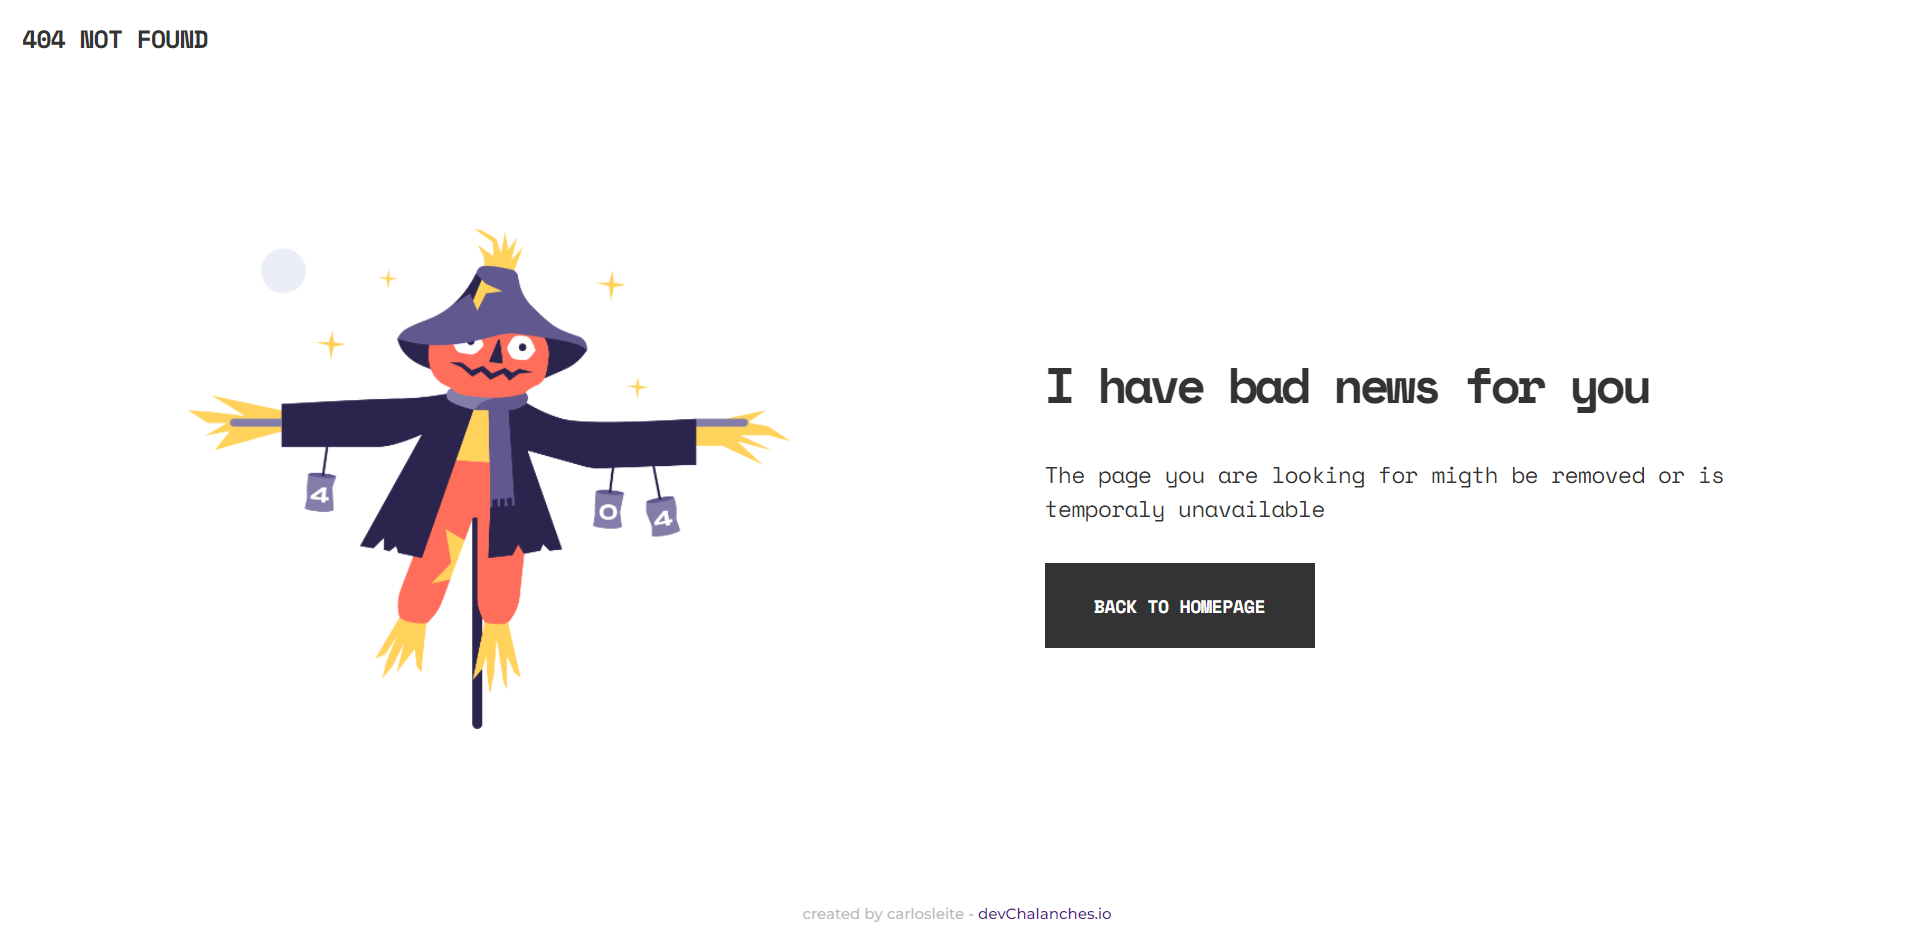 404 NOT FOUND
4
0
4
I have bad news for you
The page you are looking for migth be removed or is
temporaly unavailable
BACK TO HOMEPAGE
created by carlosleite - devChalanches.io